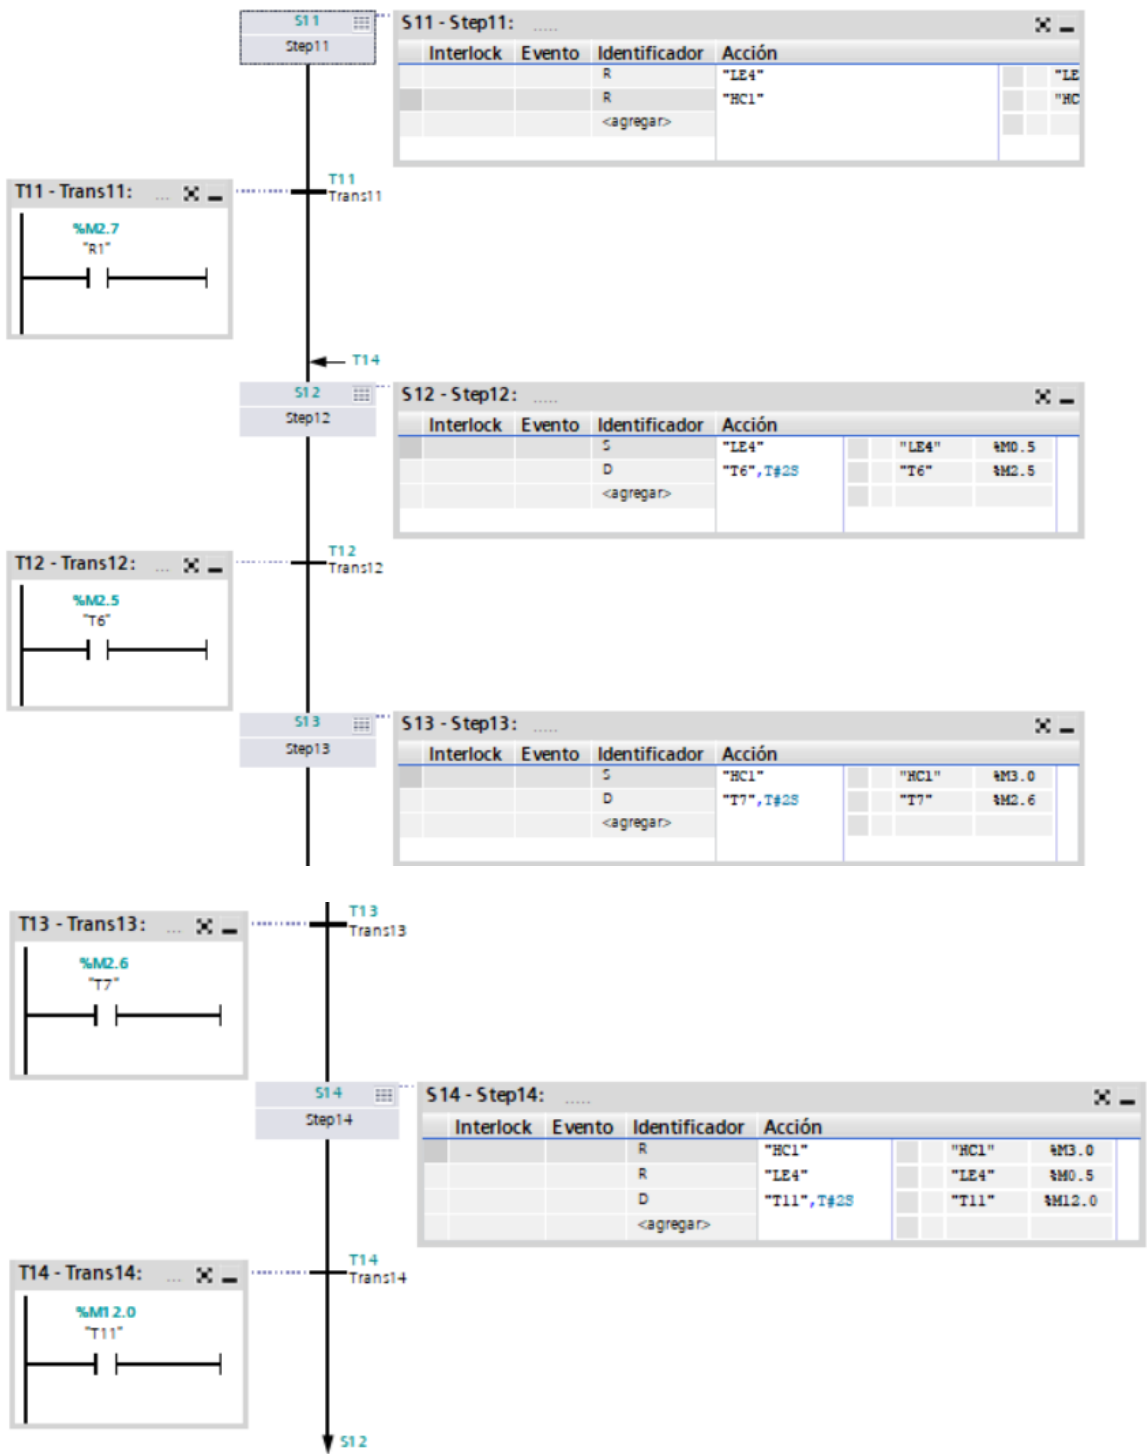 S11
Step11
S11 - Step11: .....
Interlock Evento Identificador Acción
R "LE4" "LE
R "HC1" "HC
<agregar>
T11 - Trans11: ...
T11
Trans11
%M2.7
"R1"
T14
S12
Step12
S12 - Step12: .....
Interlock Evento Identificador Acción
S "LE4" "LE4" %M0.5
D "T6",T#2S "T6" %M2.5
<agregar>
T12 - Trans12: ...
T12
Trans12
%M2.5
"T6"
S13
Step13
S13 - Step13: .....
Interlock Evento Identificador Acción
S "HC1" "HC1" %M3.0
D "T7",T#2S "T7" %M2.6
<agregar>
T13 - Trans13: ...
T13
Trans13
%M2.6
"T7"
S14
Step14
S14 - Step14: .....
Interlock Evento Identificador Acción
R "HC1" "HC1" %M3.0
R "LE4" "LE4" %M0.5
D "T11",T#2S "T11" %M12.0
<agregar>
T14 - Trans14: ...
T14
Trans14
%M12.0
"T11"
S12